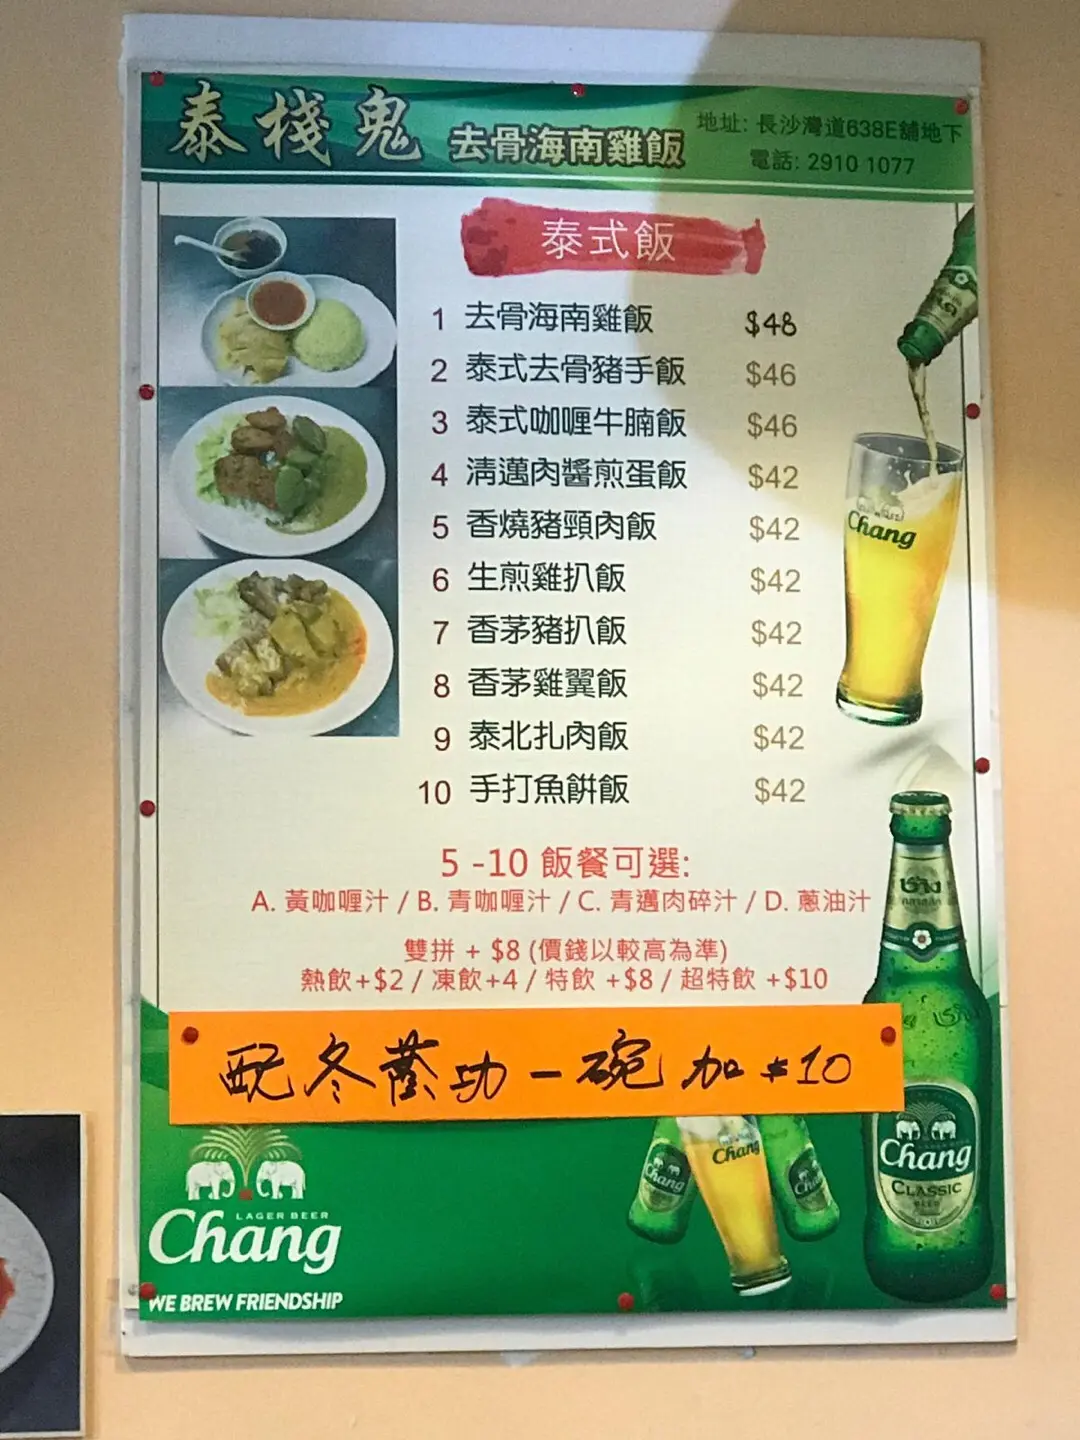 泰棧鬼 去骨海南雞飯
地址: 長沙灣道638E舖地下
電話: 2910 1077
泰式飯
1 去骨海南雞飯 $48
2 泰式去骨豬手飯 $46
3 泰式咖喱牛腩飯 $46
4 清邁肉醬煎蛋飯 $42
5 香燒豬頸肉飯 $42
6 生煎雞扒飯 $42
7 香茅豬扒飯 $42
8 香茅雞翼飯 $42
9 泰北扎肉飯 $42
10 手打魚餅飯 $42
5 -10 飯餐可選:
A. 黃咖喱汁 / B. 青咖喱汁 / C. 青邁肉碎汁 / D. 蔥油汁
雙拼 + $8 (價錢以較高為準)
熱飲+$2 / 凍飲+4 / 特飲 +$8 / 超特飲 +$10
冬 功一碗 加$10
Chang
ช้าง
Chang
CLASSIC
BEER
Chang
LAGER BEER
Chang
WE BREW FRIENDSHIP